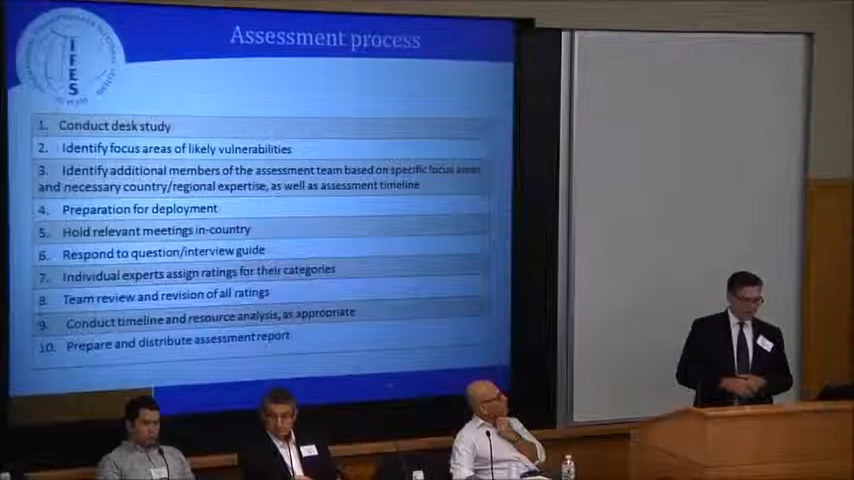 IFES
Assessment process
1. Conduct desk study
2. Identify focus areas of likely vulnerabilities
3. Identify additional members of the assessment team based on specific focus areas
and necessary country/regional expertise, as well as assessment timeline
4. Preparation for deployment
5. Hold relevant meetings in-country
6. Respond to question/interview guide
7. Individual experts assign ratings for their categories
8. Team review and revision of all ratings
9. Conduct timeline and resource analysis, as appropriate
10. Prepare and distribute assessment report